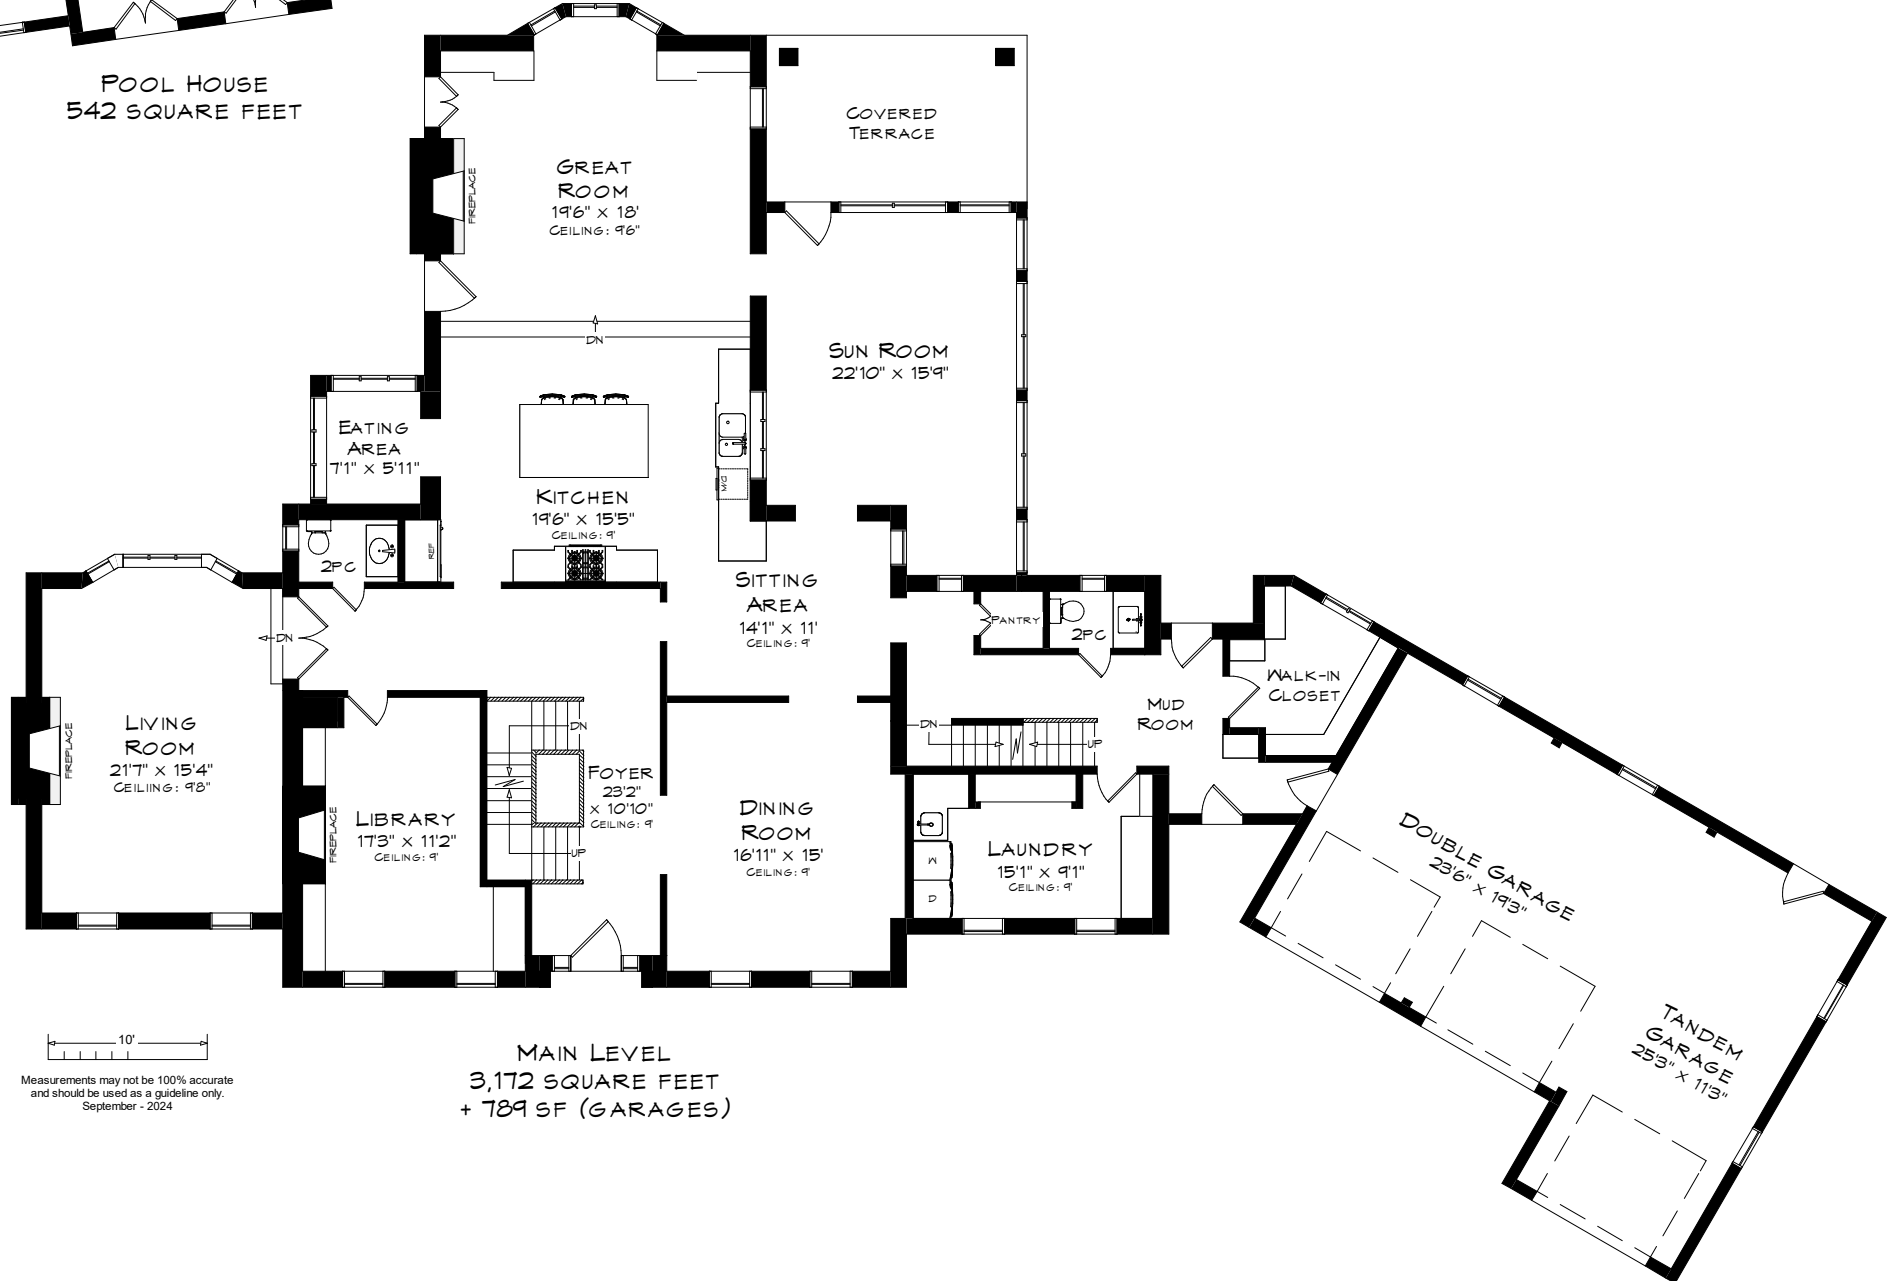 POOL HOUSE
542 SQUARE FEET
COVERED
TERRACE
GREAT
ROOM
19'6" X 18'
CEILING: 9'6"
FIREPLACE
DN
SUN ROOM
22'10" X 15'9"
EATING
AREA
7'1" X 5'11"
KITCHEN
19'6" X 15'5"
CEILING: 9'
D/W
REF
2PC
SITTING
AREA
14'1" X 11'
CEILING: 9'
PANTRY
2PC
DN
WALK-IN
CLOSET
MUD
ROOM
DN
UP
LIVING
ROOM
21'7" X 15'4"
CEILIING: 9'8"
FIREPLACE
LIBRARY
17'3" X 11'2"
CEILING: 9'
FIREPLACE
DN
UP
FOYER
23'2"
X 10'10"
CEILING: 9'
DINING
ROOM
16'11" X 15'
CEILING: 9'
LAUNDRY
15'1" X 9'1"
CEILING: 9'
W
D
DOUBLE GARAGE
23'6" X 19'3"
TANDEM
GARAGE
25'3" X 11'3"
10'
Measurements may not be 100% accurate
and should be used as a guideline only.
September - 2024
MAIN LEVEL
3,172 SQUARE FEET
+ 789 SF (GARAGES)